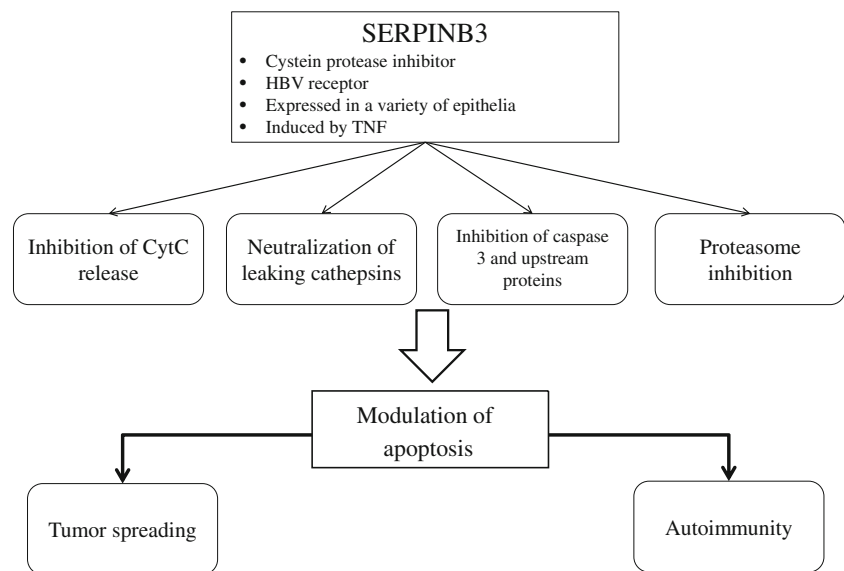 SERPINB3
• Cystein protease inhibitor
• HBV receptor
• Expressed in a variety of epithelia
• Induced by TNF
Inhibition of CytC
release
Neutralization of
leaking cathepsins
Inhibition of caspase
3 and upstream
proteins
Proteasome
inhibition
Modulation of
apoptosis
Tumor spreading
Autoimmunity